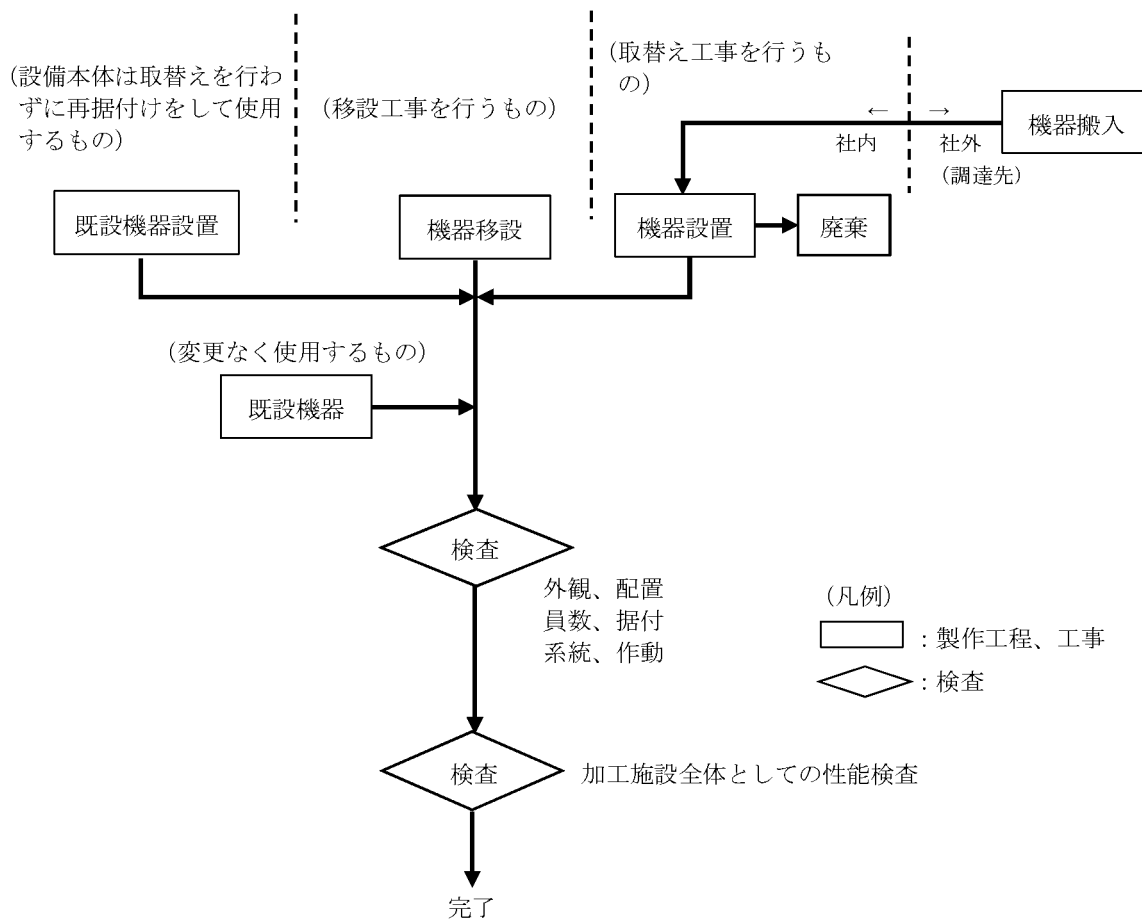 (設備本体は取替えを行わ
ずに再据付けをして使用
するもの)
(移設工事を行うもの)
(取替え工事を行うも
の)
← →
社内 社外
(調達先)
機器搬入
既設機器設置
機器移設
機器設置
廃棄
(変更なく使用するもの)
既設機器
検査
外観、配置
員数、据付
系統、作動
(凡例)
：製作工程、工事
：検査
検査
加工施設全体としての性能検査
完了